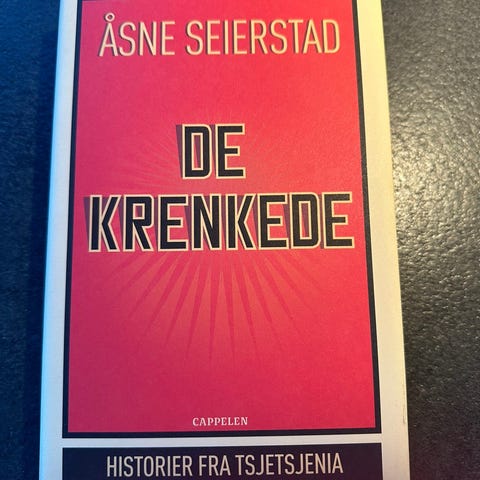 ÅSNE SEIERSTAD
DE
KRENKEDE
CAPPELEN
HISTORIER FRA TSJETSJENIA